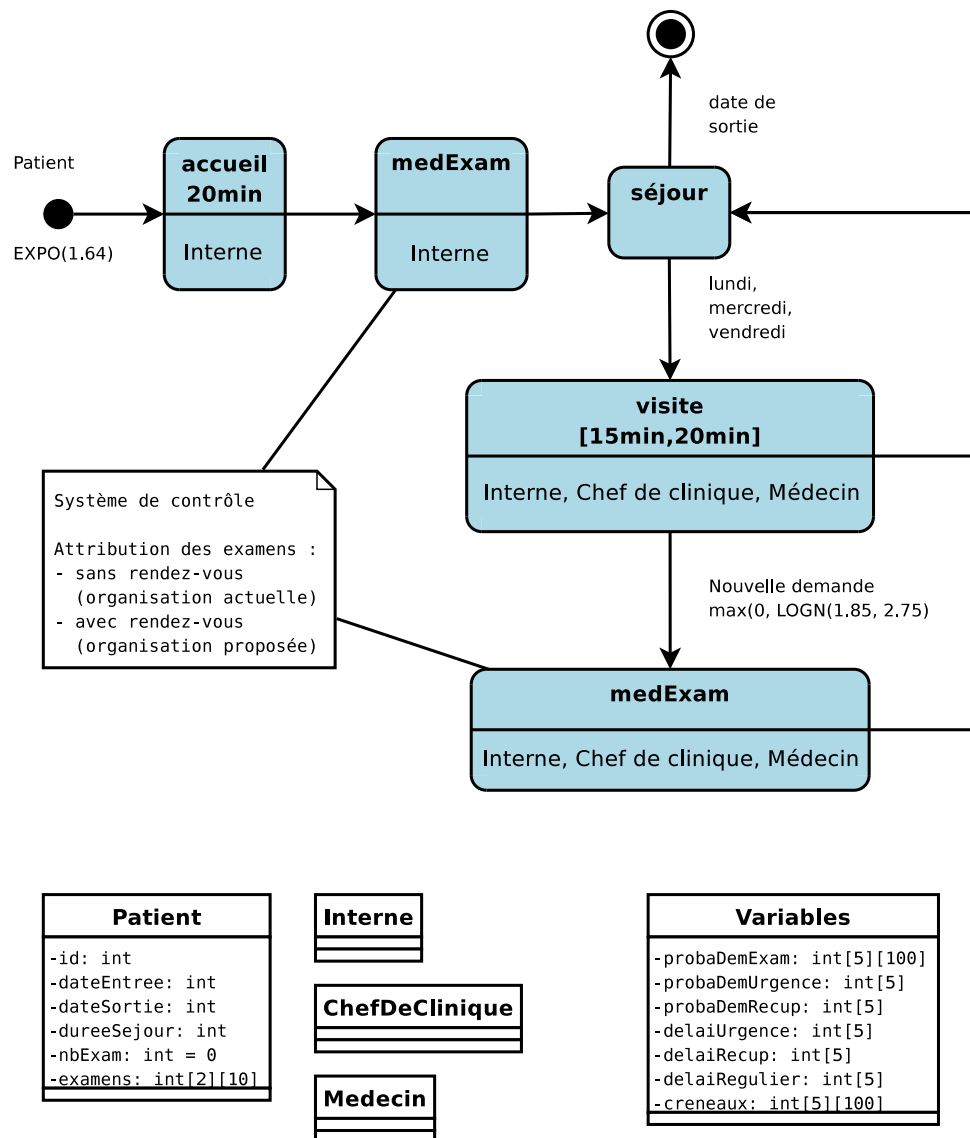 date de
sortie
Patient
accueil
20min
Interne
medExam
Interne
séjour
EXPO(1.64)
lundi,
mercredi,
vendredi
visite
[15min,20min]
Interne, Chef de clinique, Médecin
Système de contrôle
Attribution des examens :
- sans rendez-vous
(organisation actuelle)
- avec rendez-vous
(organisation proposée)
Nouvelle demande
max(0, LOGN(1.85, 2.75)
medExam
Interne, Chef de clinique, Médecin
Patient
-id: int
-dateEntree: int
-dateSortie: int
-dureeSejour: int
-nbExam: int = 0
-examens: int[2][10]
Interne
ChefDeClinique
Medecin
Variables
-probaDemExam: int[5][100]
-probaDemUrgence: int[5]
-probaDemRecup: int[5]
-delaiUrgence: int[5]
-delaiRecup: int[5]
-delaiRegulier: int[5]
-creneaux: int[5][100]